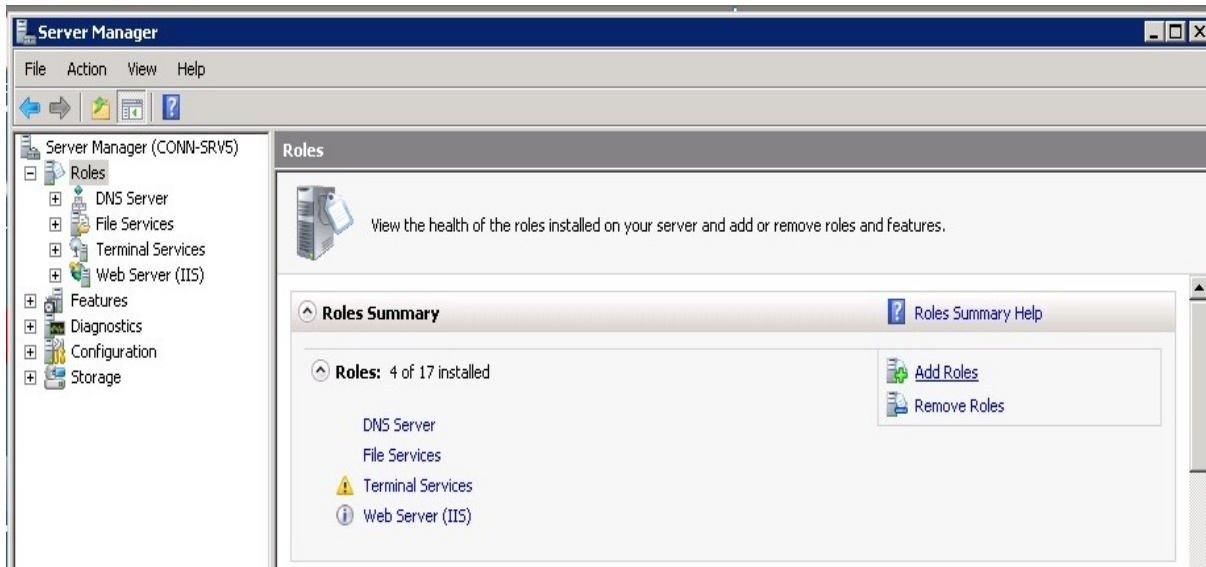 Server Manager
File Action View Help
Server Manager (CONN-SRV5)
Roles
DNS Server
File Services
Terminal Services
Web Server (IIS)
Features
Diagnostics
Configuration
Storage
Roles
View the health of the roles installed on your server and add or remove roles and features.
Roles Summary
Roles Summary Help
Roles: 4 of 17 installed
Add Roles
Remove Roles
DNS Server
File Services
Terminal Services
Web Server (IIS)